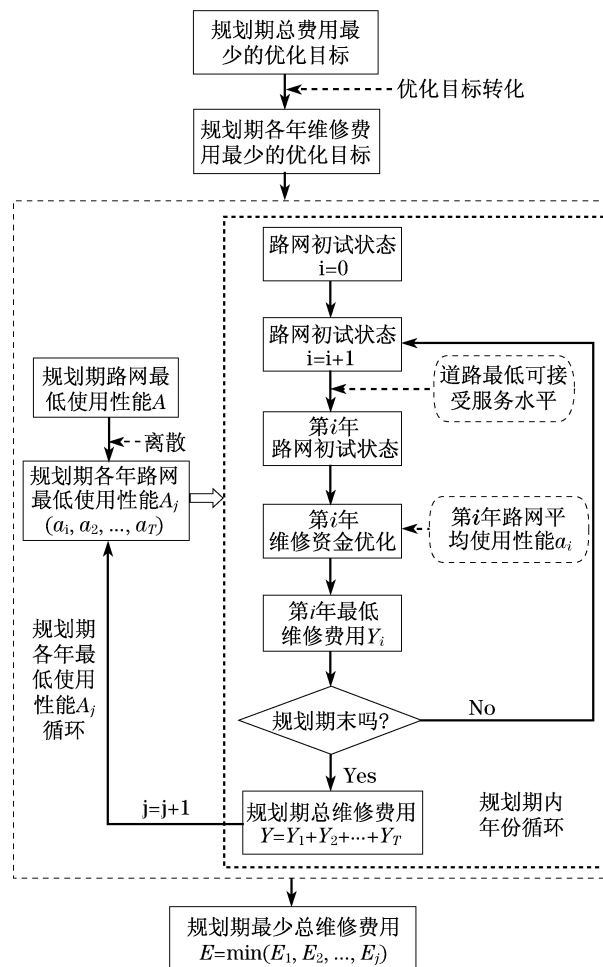 规划期总费用最
少的优化目标
优化目标转化
规划期各年维修费
用最少的优化目标
路网初试状态
i=0
路网初试状态
i=i+1
规划期路网最
低使用性能A
道路最低可接
受服务水平
离散
第i年
路网初试状态
规划期各年路网
最低使用性能Aj
(ai, a2, ..., aT)
第i年
维修资金优化
第i年路网平
均使用性能ai
第i年最低
维修费用Yi
规划期
各年最
低使用
性能Aj
循环
规划期末吗?
No
Yes
j=j+1
规划期总维修费用
Y=Y1+Y2+···+YT
规划期内
年份循环
规划期最少总维修费用
E=min(E1, E2, ..., Ej)